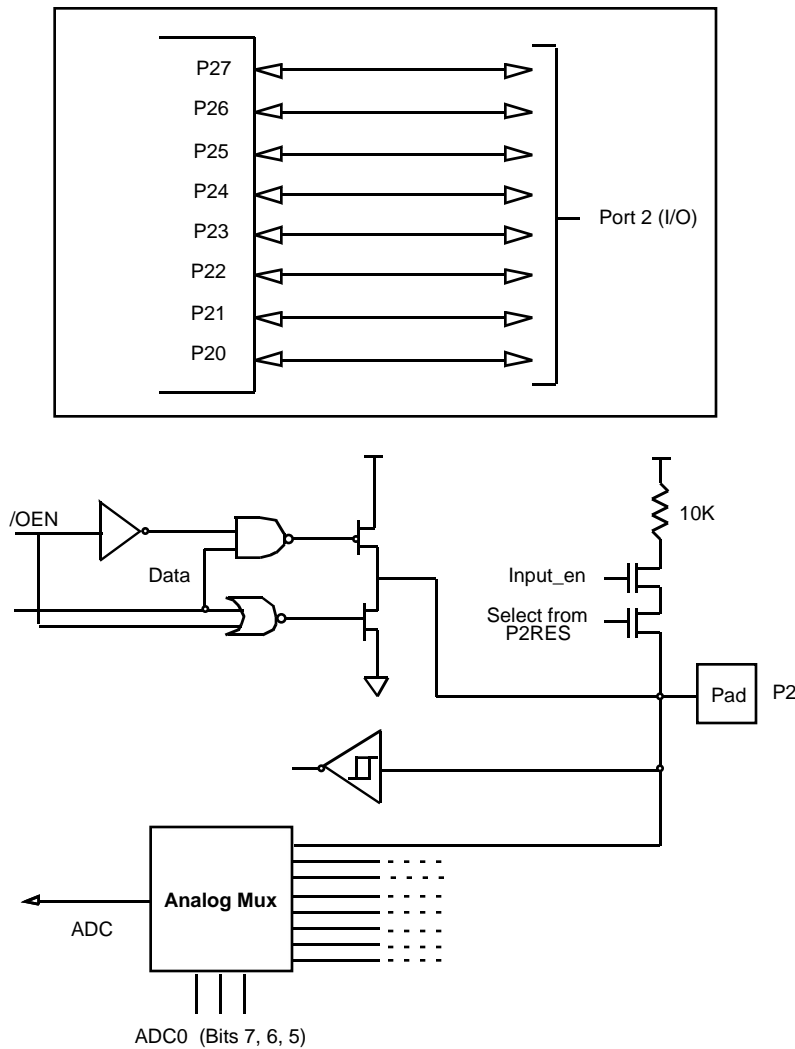 P27
P26
P25
P24
P23
P22
P21
P20
Port 2 (I/O)
/OEN
Data
10K
Input_en
Select from
P2RES
Pad
P2
Analog Mux
ADC
ADC0 (Bits 7, 6, 5)